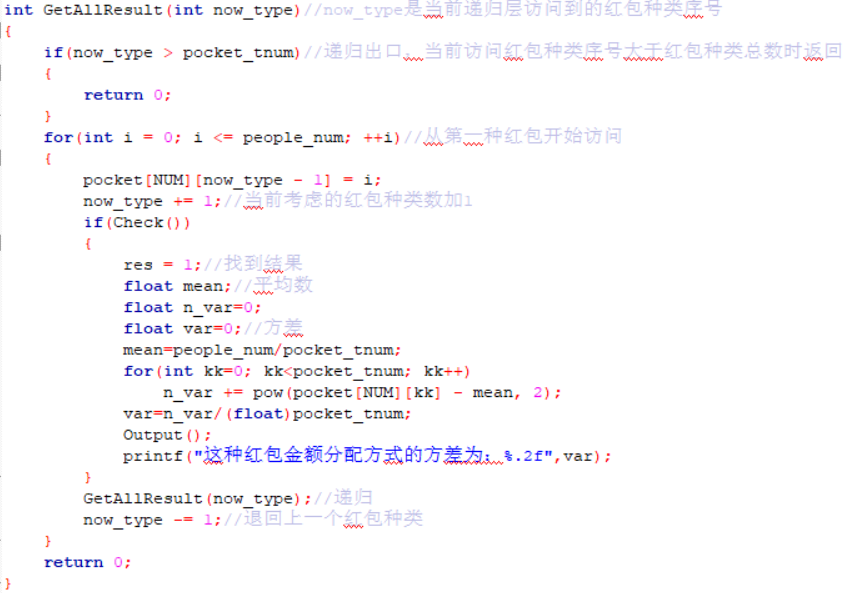 int GetAllResult(int now_type)//now_type是当前递归层访问到的红包种类序号
{
    if(now_type > pocket_tnum)//递归出口，当前访问红包种类序号大于红包种类总数时返回
    {
        return 0;
    }
    for(int i = 0; i <= people_num; ++i)//从第一种红包开始访问
    {
        pocket[NUM][now_type - 1] = i;
        now_type += 1;//当前考虑的红包种类数加1
        if(Check())
        {
            res = 1;//找到结果
            float mean;//平均数
            float n_var=0;
            float var=0;//方差
            mean=people_num/pocket_tnum;
            for(int kk=0; kk<pocket_tnum; kk++)
                n_var += pow(pocket[NUM][kk] - mean, 2);
            var=n_var/(float)pocket_tnum;
            Output();
            printf("这种红包金额分配方式的方差为：%.2f",var);
        }
        GetAllResult(now_type);//递归
        now_type -= 1;//退回上一个红包种类
    }
    return 0;
}